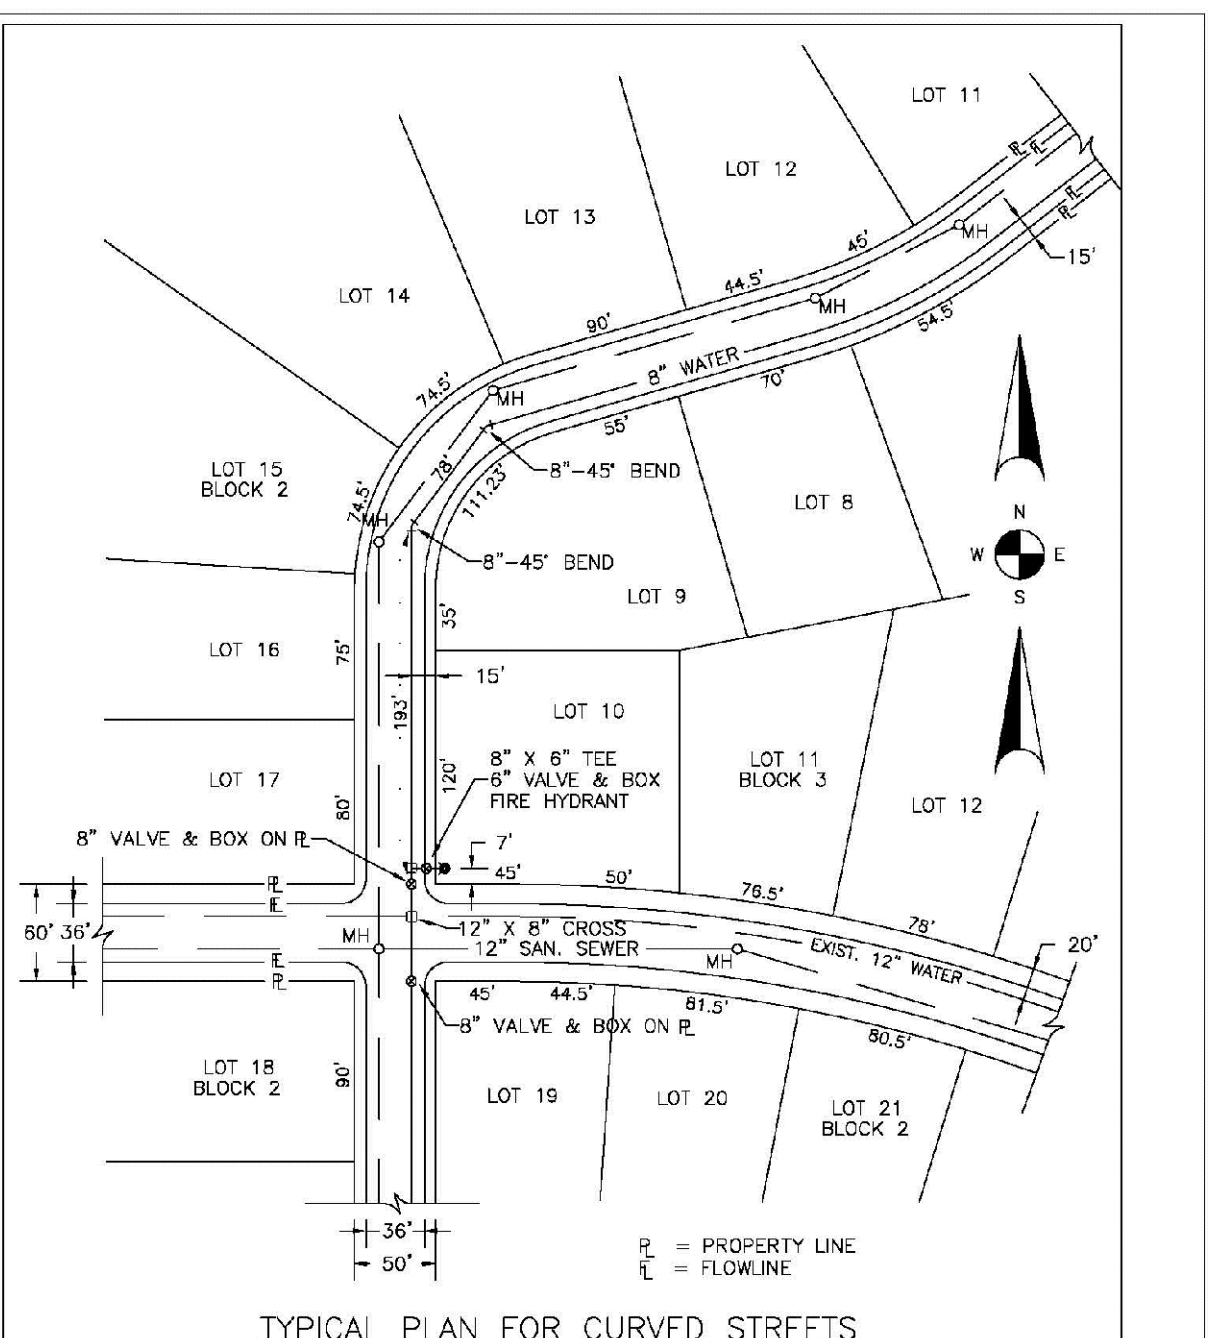 LOT 11
LOT 12
LOT 13
LOT 14
LOT 15
BLOCK 2
LOT 16
LOT 17
LOT 18
BLOCK 2
LOT 8
LOT 9
LOT 10
LOT 11
BLOCK 3
LOT 12
LOT 19
LOT 20
LOT 21
BLOCK 2
45'
44.5'
90'
74.5'
74.5'
MH
MH
MH
MH
MH
MH
15'
54.5'
70'
55'
8" WATER
78'
111.23'
8"-45° BEND
8"-45° BEND
N
W E
S
75'
35'
15'
193'
120'
80'
8" X 6" TEE
6" VALVE & BOX
FIRE HYDRANT
8" VALVE & BOX ON PL
7'
45'
50'
76.5'
78'
PL
FL
FL
PL
PL
FL
FL
PL
60' 36'
12" X 8" CROSS
12" SAN. SEWER
EXIST. 12" WATER
20'
45'
44.5'
81.5'
80.5'
8" VALVE & BOX ON PL
90'
36'
50'
PL = PROPERTY LINE
FL = FLOWLINE
TYPICAL PLAN FOR CURVED STREETS